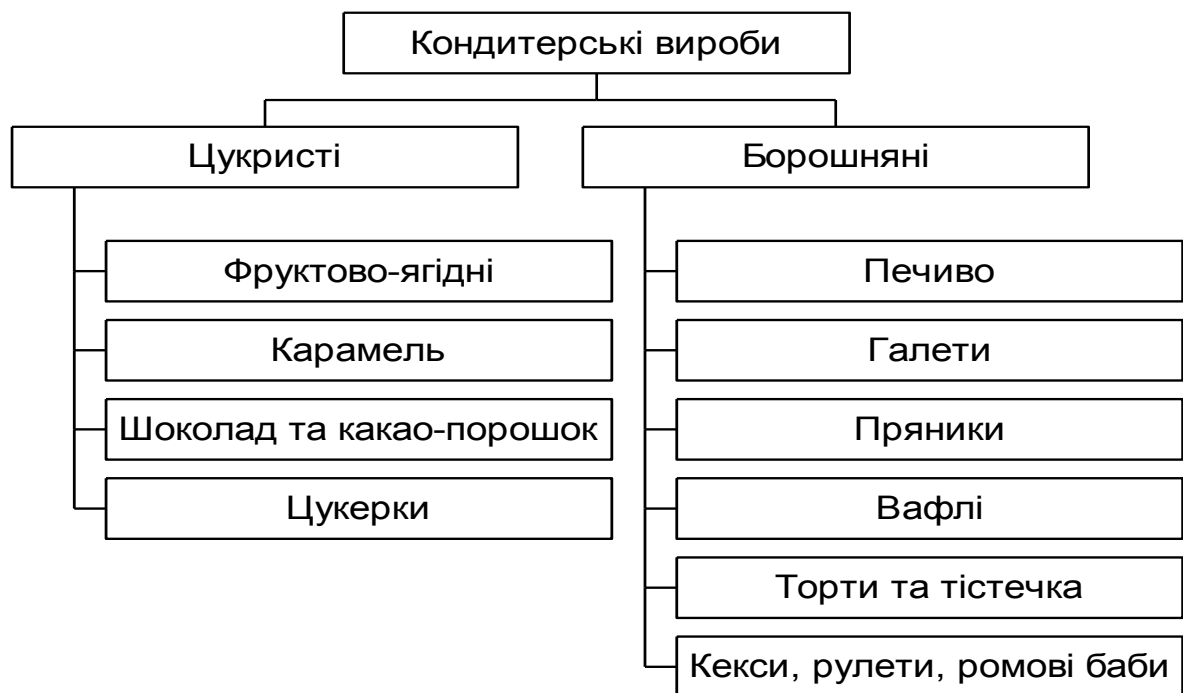 Кондитерські вироби
Цукристі
Борошняні
Фруктово-ягідні
Карамель
Шоколад та какао-порошок
Цукерки
Печиво
Галети
Пряники
Вафлі
Торти та тістечка
Кекси, рулети, ромові баби